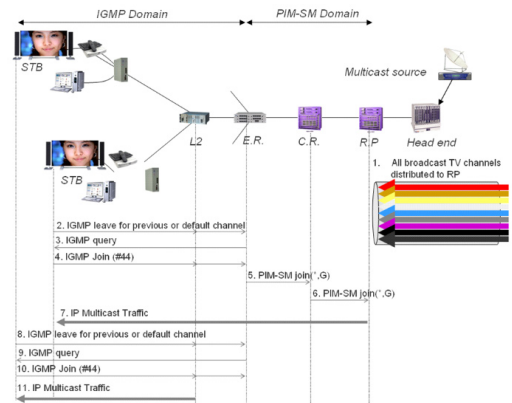 IGMP Domain
PIM-SM Domain
STB
Multicast source
L2
E.R.
C.R.
R.P
Head end
STB
1. All broadcast TV channels
distributed to RP
2. IGMP leave for previous or default channel
3. IGMP query
4. IGMP Join (#44)
5. PIM-SM join(*,G)
6. PIM-SM join(*,G)
7. IP Multicast Traffic
8. IGMP leave for previous or default channel
9. IGMP query
10. IGMP Join (#44)
11. IP Multicast Traffic